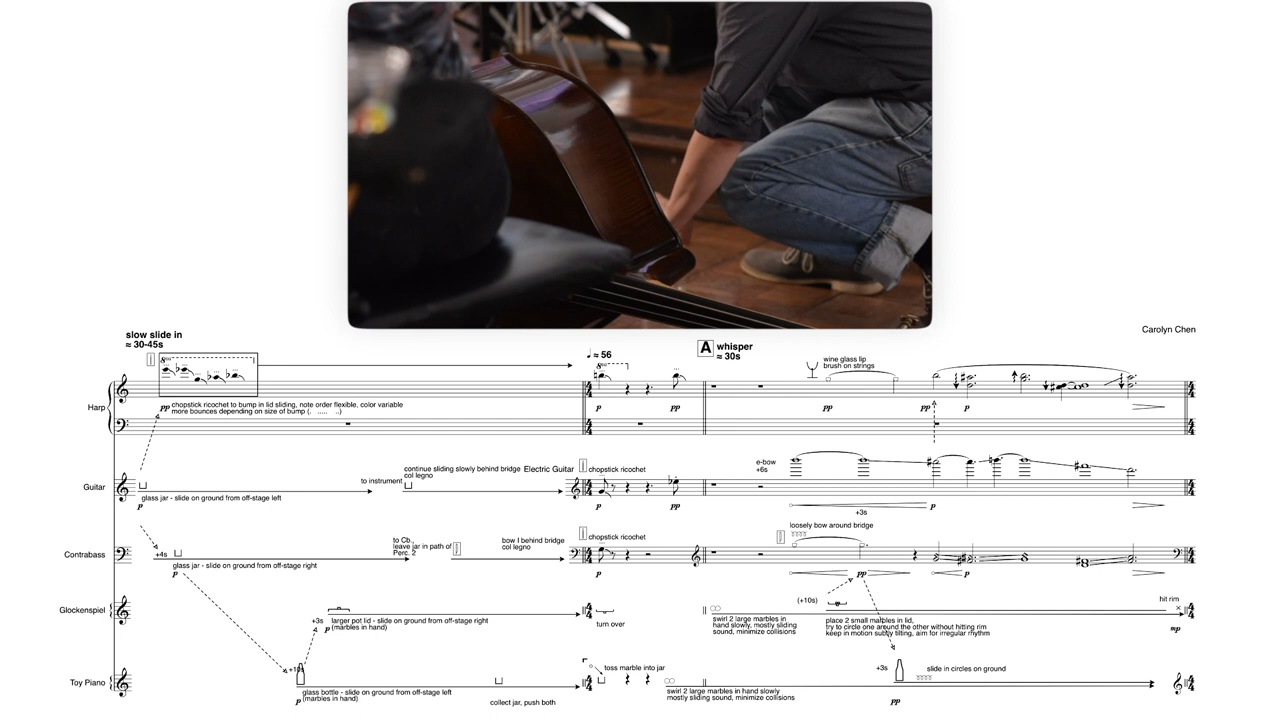 Carolyn Chen
slow slide in
≈ 30-45s
♩ ≈ 56
A whisper
≈ 30s
Harp
8va
pp chopstick ricochet to bump in lid sliding, note order flexible, color variable
more bounces depending on size of bump (. ..... ..)
8va
p
pp
wine glass lip
brush on strings
pp
pp
p
Guitar
p
glass jar - slide on ground from off-stage left
to instrument
continue sliding slowly behind bridge
col legno
Electric Guitar
chopstick ricochet
p
pp
e-bow
+6s
+3s
p
Contrabass
+4s
glass jar - slide on ground from off-stage right
p
to Cb.,
leave jar in path of
Perc. 2
bow I behind bridge
col legno
chopstick ricochet
p
loosely bow around bridge
pp
p
Glockenspiel
+3s
larger pot lid - slide on ground from off-stage right
p (marbles in hand)
turn over
swirl 2 large marbles in
hand slowly, mostly sliding
sound, minimize collisions
(+10s)
place 2 small marbles in lid,
try to circle one around the other without hitting rim
keep in motion subtly tilting, aim for irregular rhythm
hit rim
mp
Toy Piano
+10s
glass bottle - slide on ground from off-stage left
p (marbles in hand)
collect jar, push both
toss marble into jar
swirl 2 large marbles in hand slowly
mostly sliding sound, minimize collisions
+3s
slide in circles on ground
pp